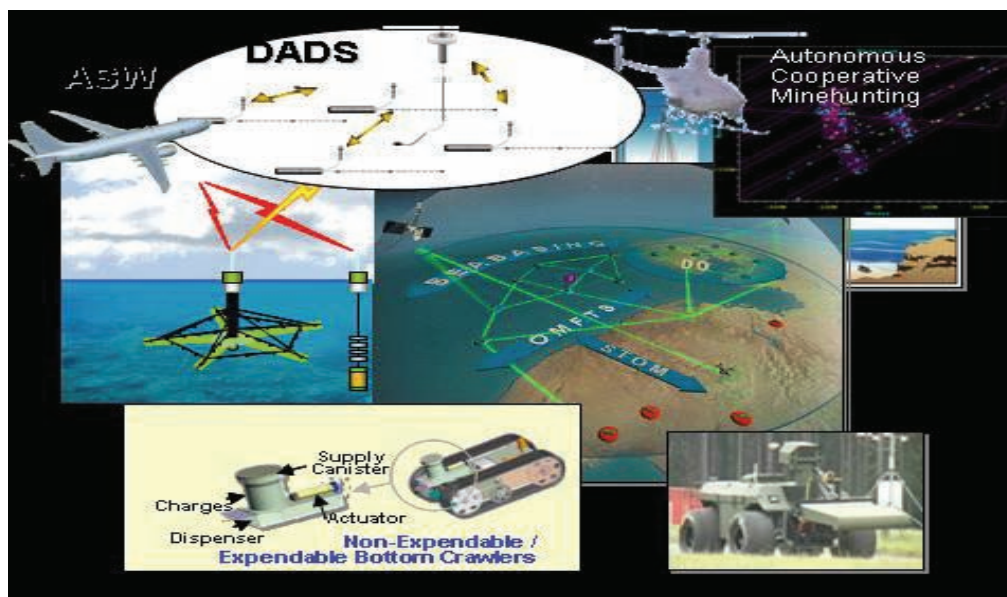 DADS
ASW
Autonomous
Cooperative
Minehunting
SEABASING
DO
OMFTS
STOM
Supply
Canister
Charges
Actuator
Dispenser
Non-Expendable /
Expendable Bottom Crawlers